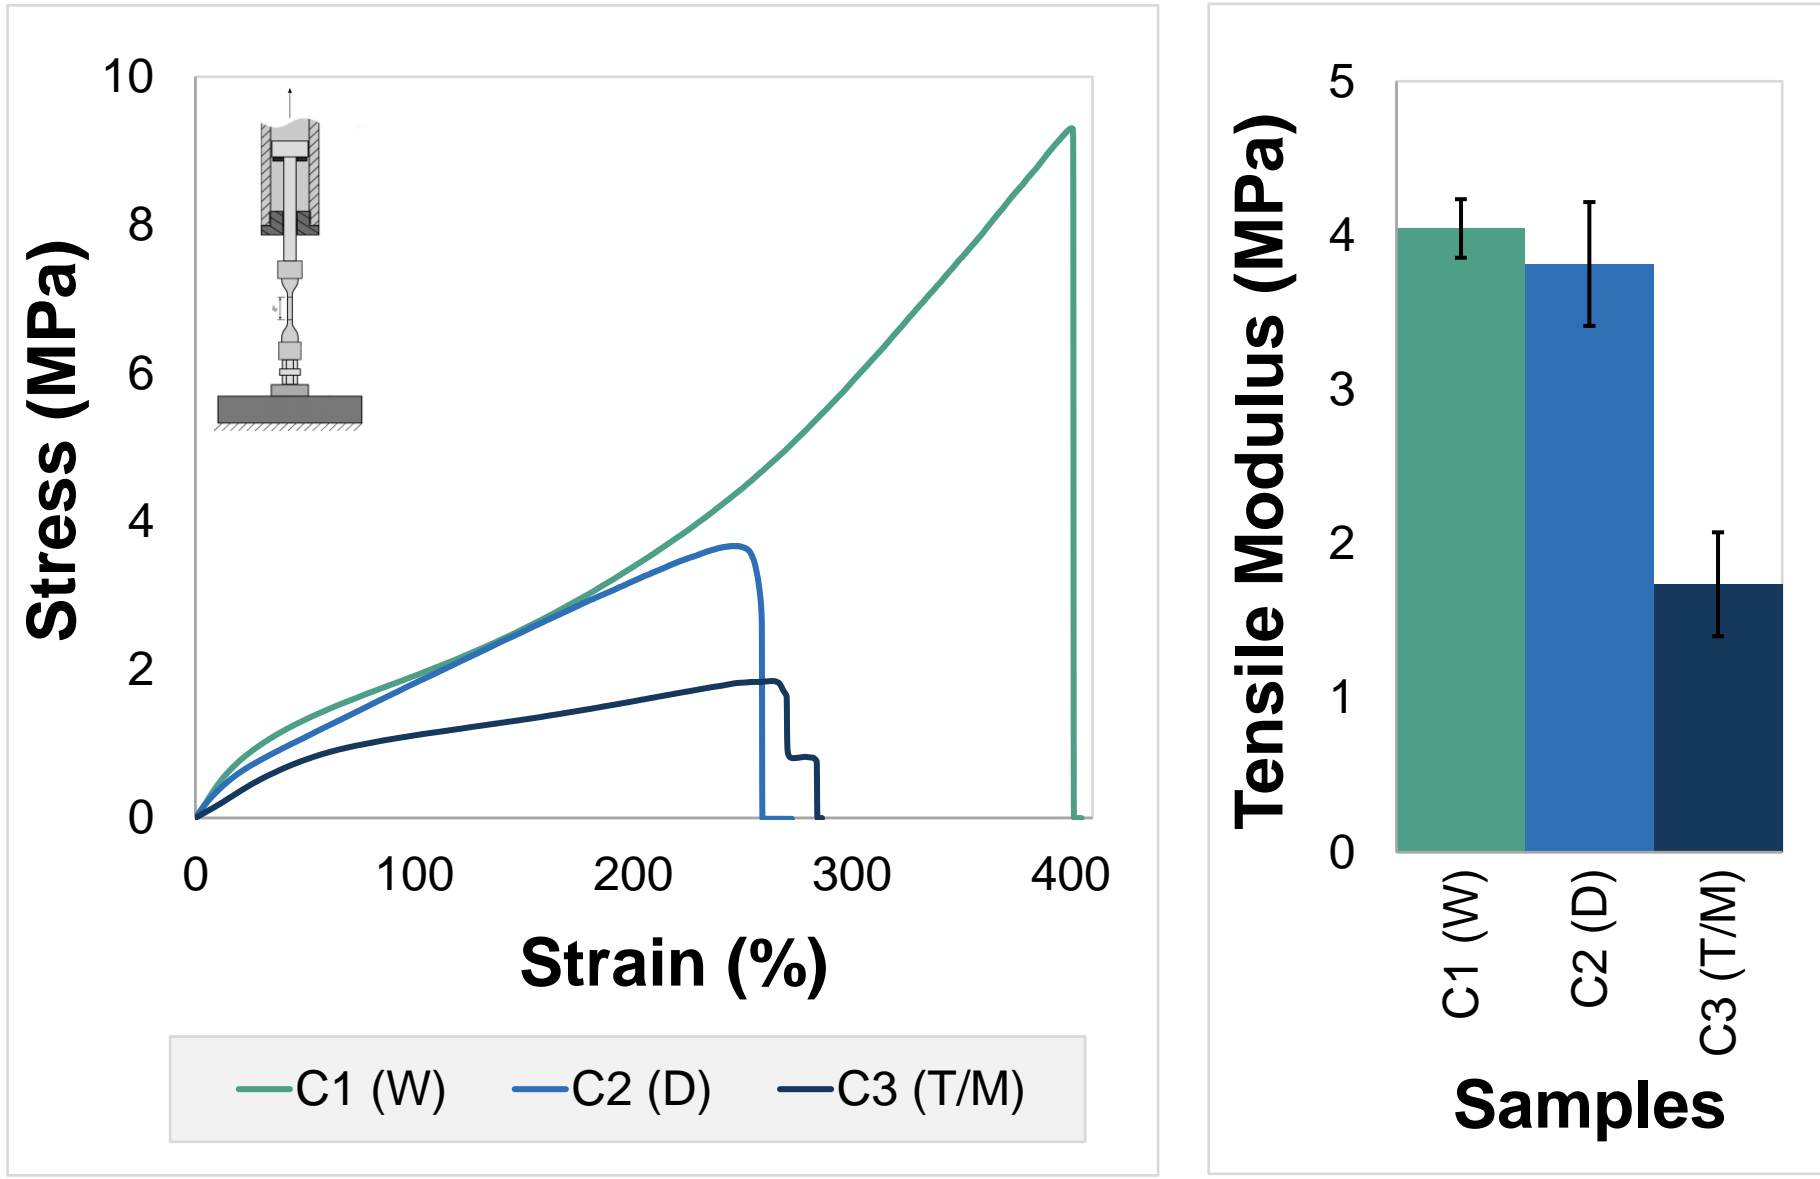 10
8
6
4
2
0
Stress (MPa)
0 100 200 300 400
Strain (%)
C1 (W) C2 (D) C3 (T/M)
5
4
3
2
1
0
Tensile Modulus (MPa)
C1 (W)
C2 (D)
C3 (T/M)
Samples